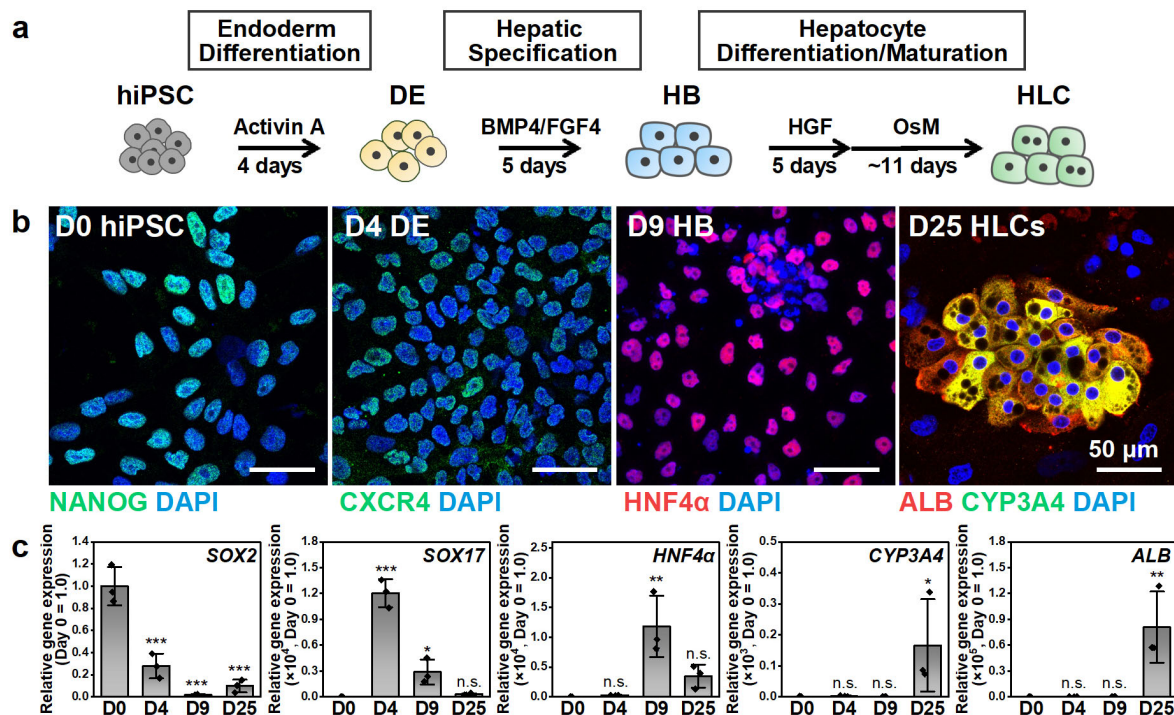 a
Endoderm
Differentiation
Hepatic
Specification
Hepatocyte
Differentiation/Maturation
hiPSC
DE
HB
HLC
Activin A
4 days
BMP4/FGF4
5 days
HGF
5 days
OsM
~11 days
b
D0 hiPSC
D4 DE
D9 HB
D25 HLCs
50 µm
NANOG DAPI
CXCR4 DAPI
HNF4α DAPI
ALB CYP3A4 DAPI
c
Relative gene expression
(Day 0 = 1.0)
1.4
1.2
1.0
0.8
0.6
0.4
0.2
0.0
SOX2
***
***
***
D0 D4 D9 D25
Relative gene expression
(×10⁴, Day 0 = 1.0)
1.8
1.5
1.2
0.9
0.6
0.3
0.0
SOX17
***
*
n.s.
D0 D4 D9 D25
Relative gene expression
(×10⁴, Day 0 = 1.0)
2.5
2.0
1.5
1.0
0.5
0.0
HNF4α
n.s.
**
n.s.
D0 D4 D9 D25
Relative gene expression
(×10³, Day 0 = 1.0)
0.4
0.3
0.2
0.1
0.0
CYP3A4
n.s.
n.s.
*
D0 D4 D9 D25
Relative gene expression
(×10⁵, Day 0 = 1.0)
1.5
1.2
0.9
0.6
0.3
0.0
ALB
n.s.
n.s.
**
D0 D4 D9 D25